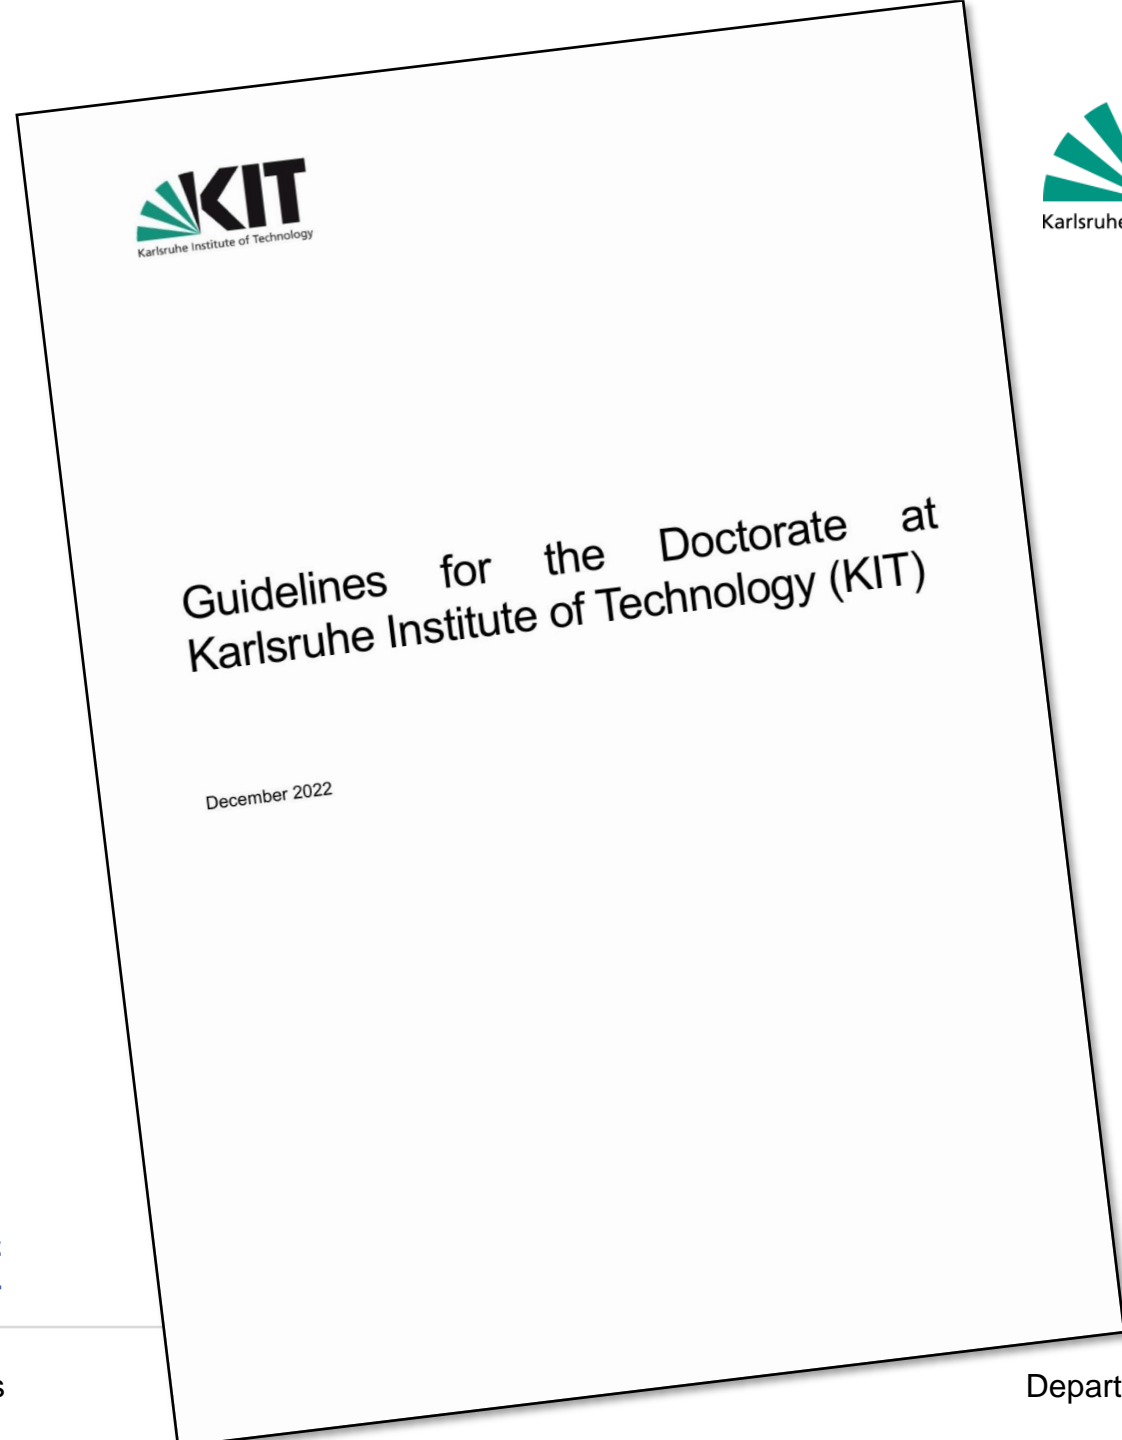 KIT
Karlsruhe Institute of Technology
Karlsruhe
Guidelines for the Doctorate at
Karlsruhe Institute of Technology (KIT)
December 2022
s
Depart